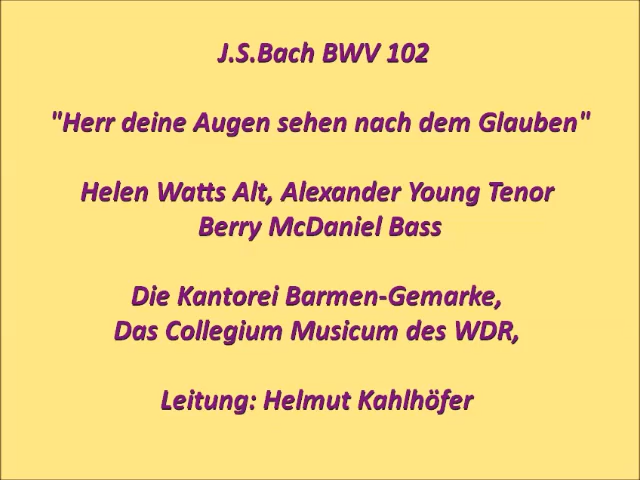 J.S.Bach BWV 102
"Herr deine Augen sehen nach dem Glauben"
Helen Watts Alt, Alexander Young Tenor
Berry McDaniel Bass
Die Kantorei Barmen-Gemarke,
Das Collegium Musicum des WDR,
Leitung: Helmut Kahlhöfer